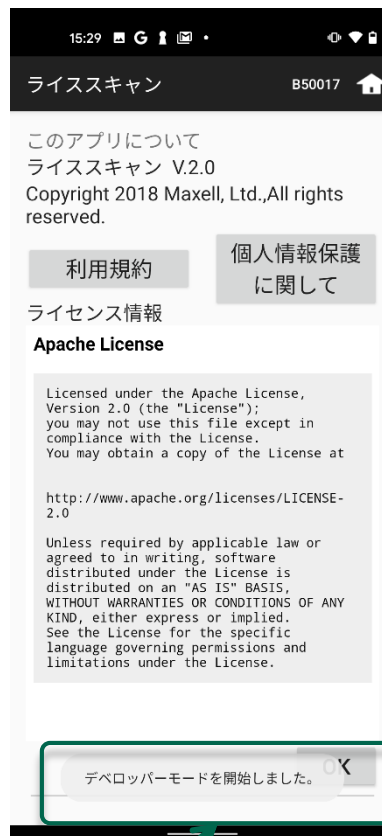 15:29
ライススキャン B50017
このアプリについて
ライススキャン V.2.0
Copyright 2018 Maxell, Ltd.,All rights
reserved.
利用規約
個人情報保護
に関して
ライセンス情報
Apache License
Licensed under the Apache License,
Version 2.0 (the "License");
you may not use this file except in
compliance with the License.
You may obtain a copy of the License at
http://www.apache.org/licenses/LICENSE-
2.0
Unless required by applicable law or
agreed to in writing, software
distributed under the License is
distributed on an "AS IS" BASIS,
WITHOUT WARRANTIES OR CONDITIONS OF ANY
KIND, either express or implied.
See the License for the specific
language governing permissions and
limitations under the License.
OK
デベロッパーモードを開始しました。